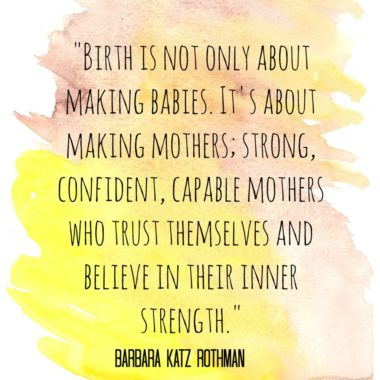 "Birth is not only about
making babies. It's about
making mothers; strong,
confident, capable mothers
who trust themselves and
believe in their inner
strength."
Barbara Katz Rothman